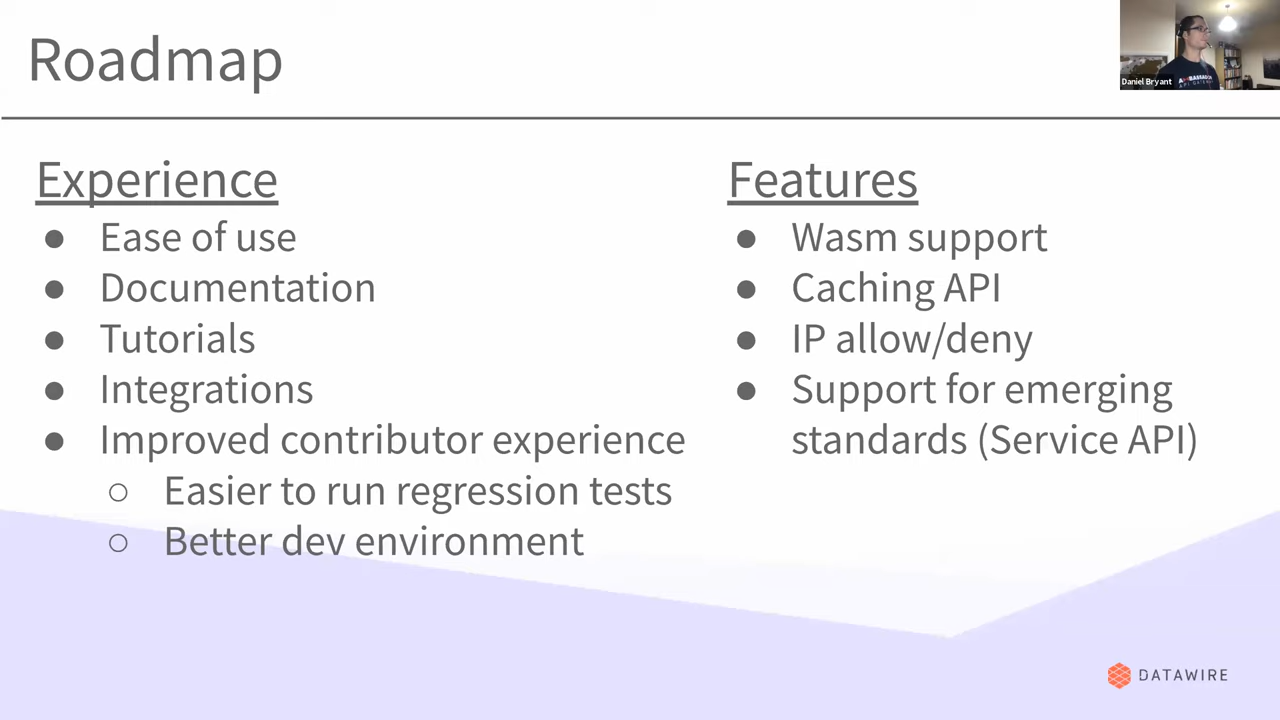 Roadmap
Daniel Bryant
Experience
● Ease of use
● Documentation
● Tutorials
● Integrations
● Improved contributor experience
○ Easier to run regression tests
○ Better dev environment
Features
● Wasm support
● Caching API
● IP allow/deny
● Support for emerging
standards (Service API)
DATAWIRE